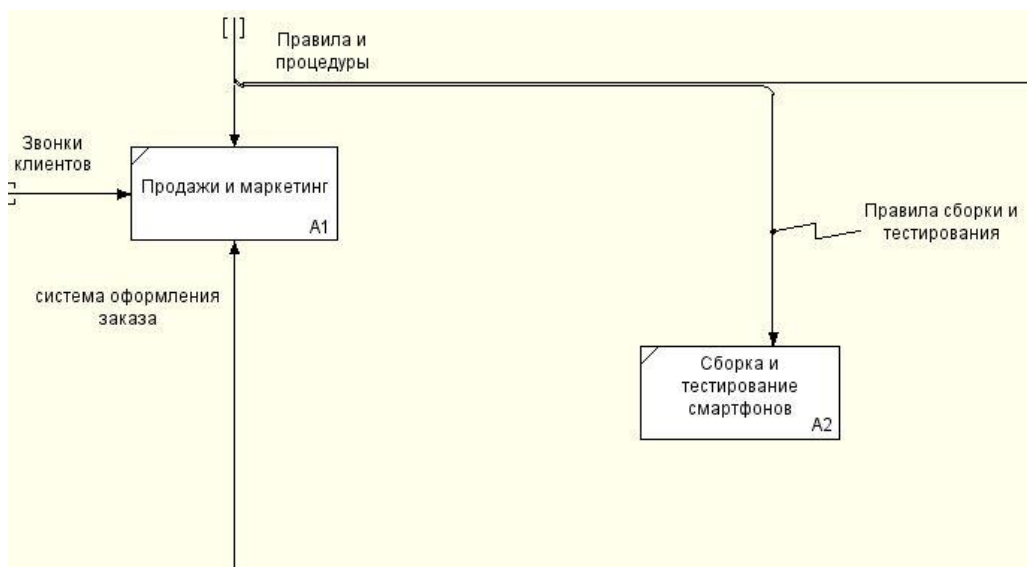 Правила и
процедуры
Звонки
клиентов
Продажи и маркетинг
A1
Правила сборки и
тестирования
система оформления
заказа
Сборка и
тестирование
смартфонов
A2